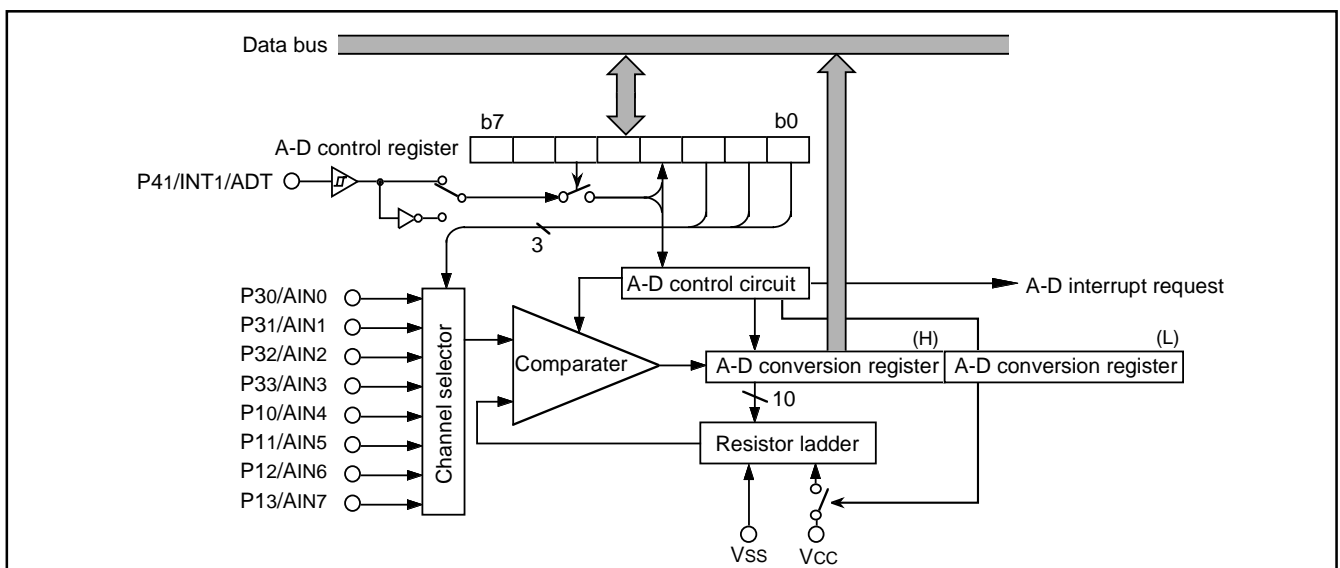 Data bus
b7
b0
A-D control register
P41/INT1/ADT
3
A-D control circuit
A-D interrupt request
P30/AIN0
P31/AIN1
P32/AIN2
P33/AIN3
P10/AIN4
P11/AIN5
P12/AIN6
P13/AIN7
Channel selector
Comparater
(H)
(L)
A-D conversion register
A-D conversion register
10
Resistor ladder
VSS
VCC